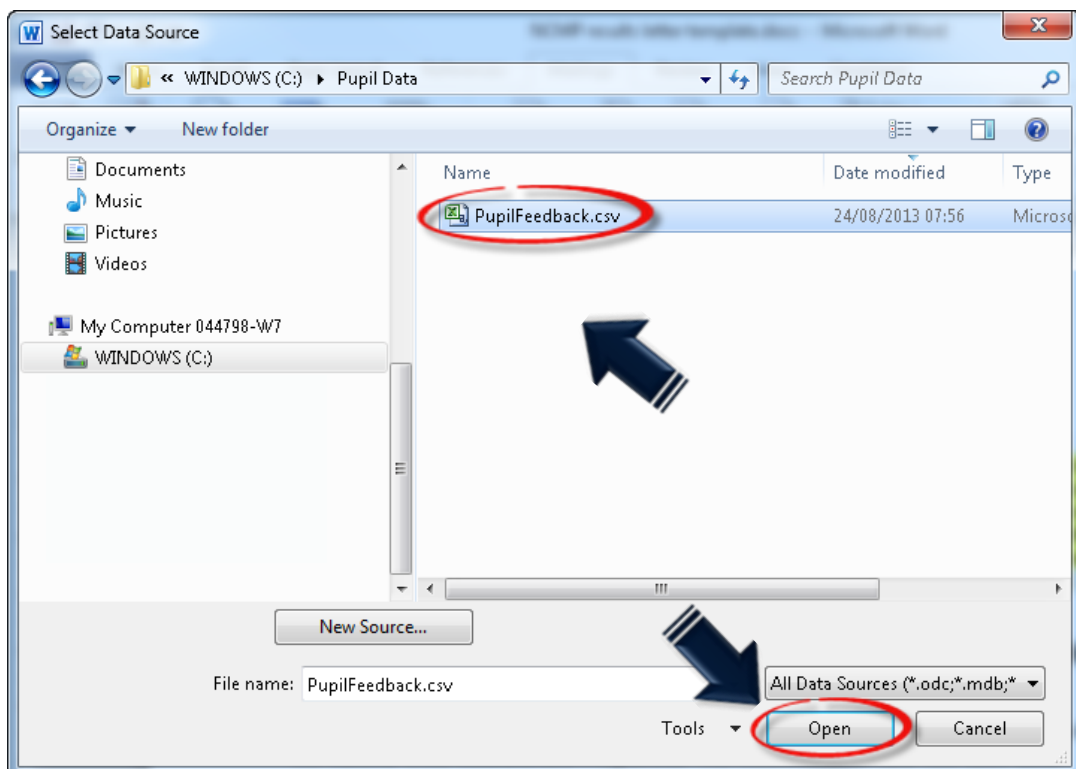 Select Data Source
« WINDOWS (C:) ▸ Pupil Data
Search Pupil Data
Organize
New folder
Documents
Music
Pictures
Videos
My Computer 044798-W7
WINDOWS (C:)
Name Date modified Type
PupilFeedback.csv 24/08/2013 07:56 Microso
New Source...
File name: PupilFeedback.csv
All Data Sources (*.odc;*.mdb;*
Tools Open Cancel